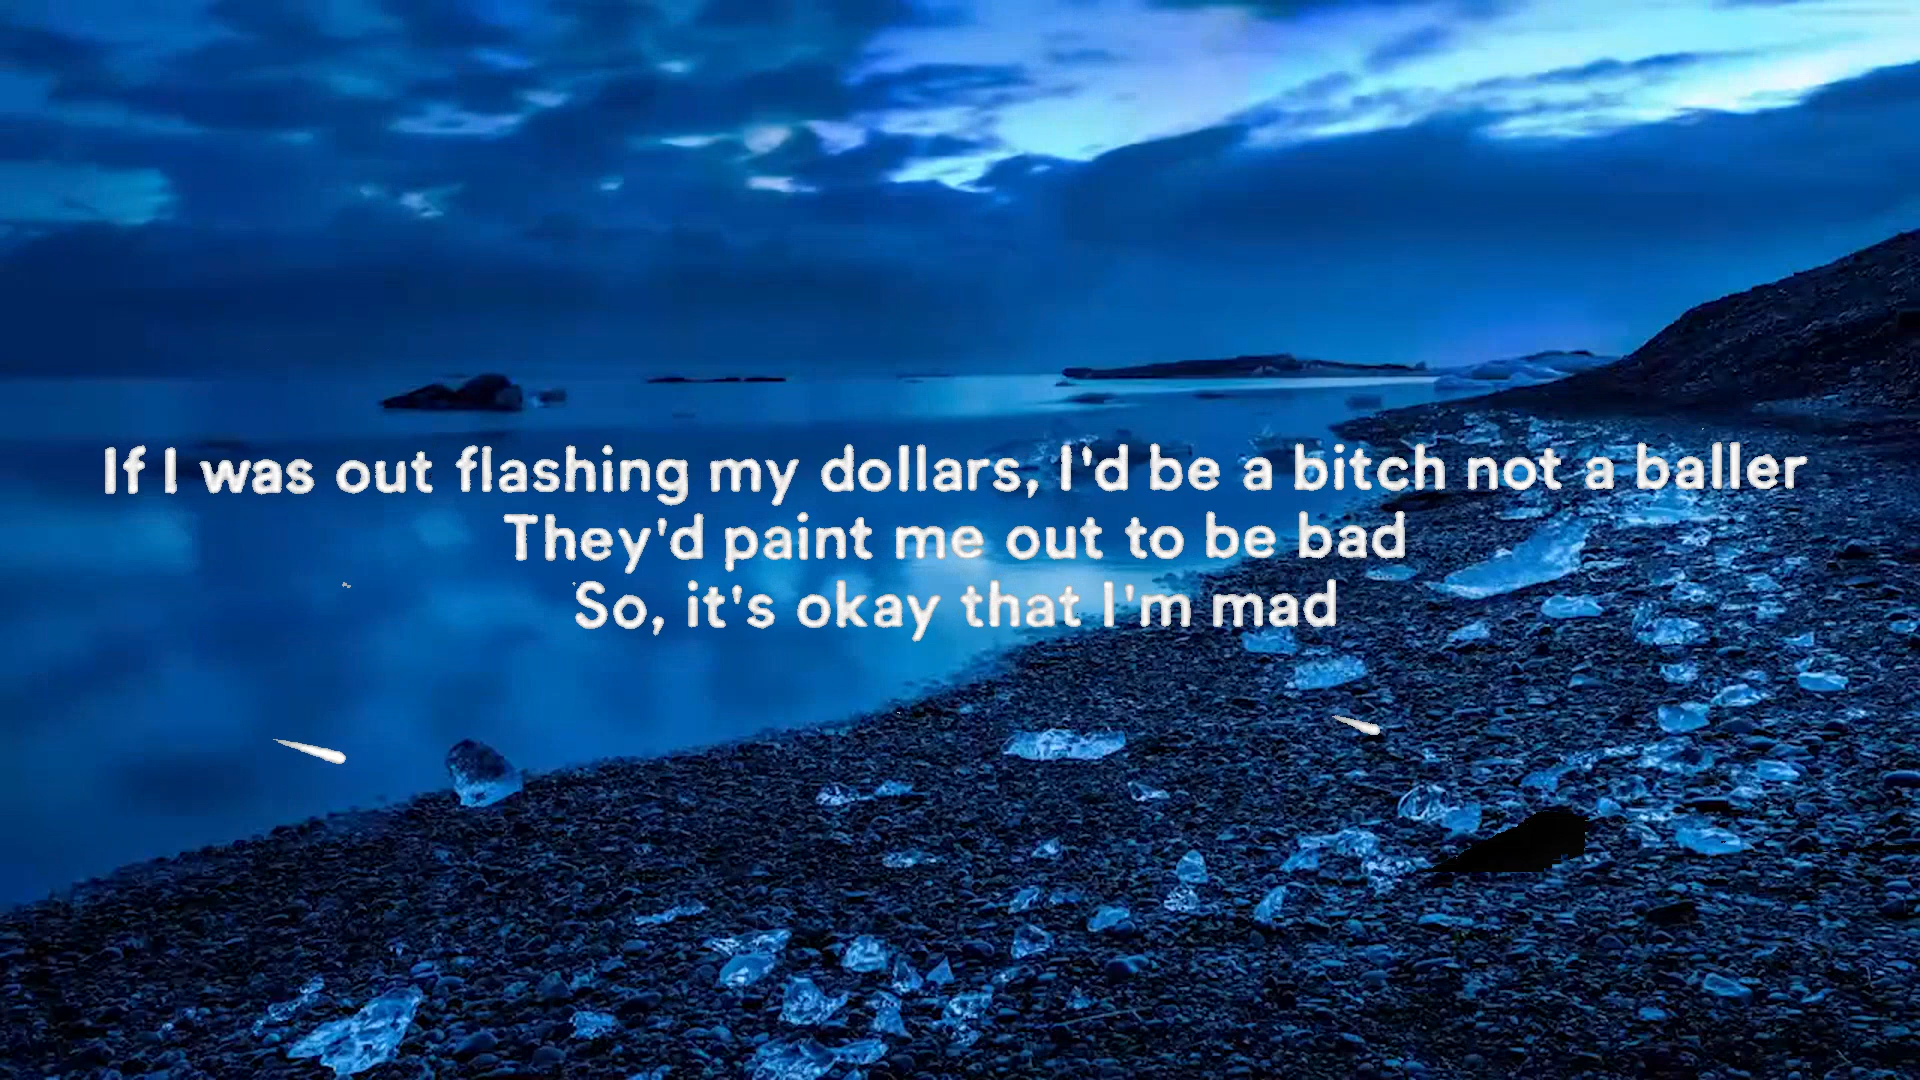 If I was out flashing my dollars, I'd be a bitch not a baller
They'd paint me out to be bad
So, it's okay that I'm mad